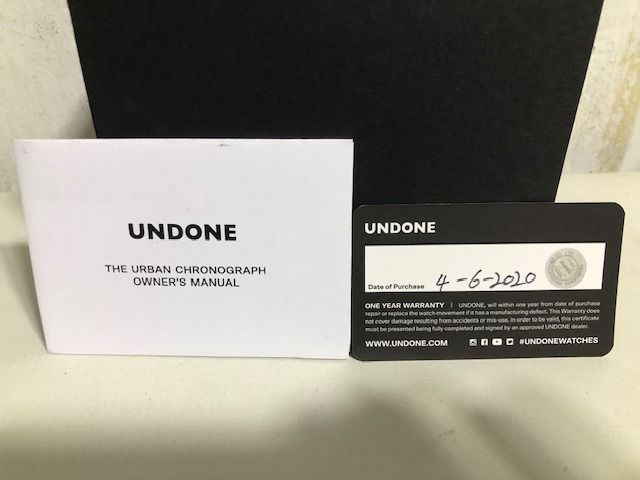 UNDONE
THE URBAN CHRONOGRAPH
OWNER'S MANUAL
UNDONE
Date of Purchase 4-6-2020
ONE YEAR WARRANTY | UNDONE, will within one year from date of purchase
repair or replace the watch-movement if it has a manufacturing defect. This Warranty does
not cover damage resulting from accidents or mis-use. In order to be valid, this certificate
must be presented being fully completed and signed by an approved UNDONE dealer.
WWW.UNDONE.COM #UNDONEWATCHES